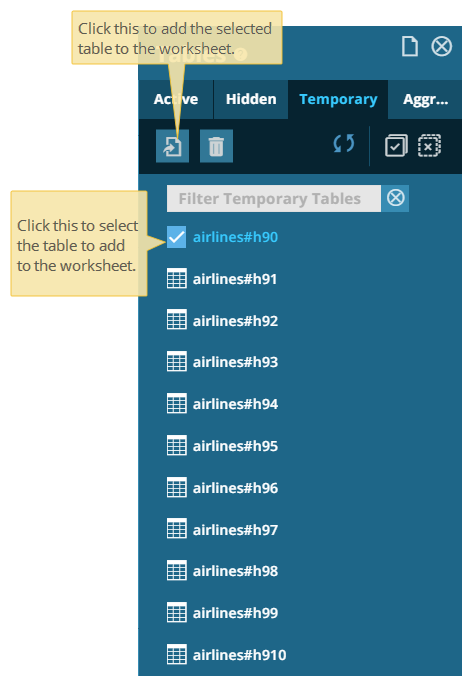 Click this to add the selected
table to the worksheet.
Tables
Active
Hidden
Temporary
Aggr...
Filter Temporary Tables
Click this to select
the table to add
to the worksheet.
airlines#h90
airlines#h91
airlines#h92
airlines#h93
airlines#h94
airlines#h95
airlines#h96
airlines#h97
airlines#h98
airlines#h99
airlines#h910